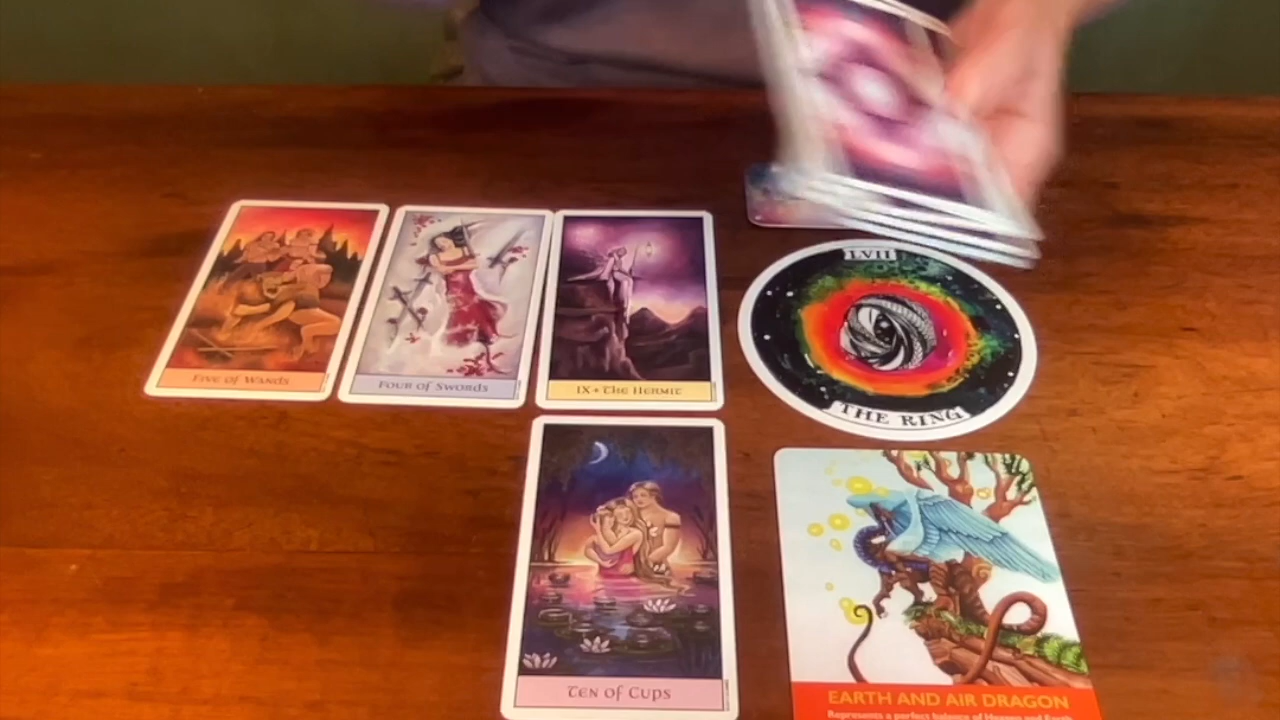 FIVE OF WANDS
FOUR OF SWORDS
IX • THE HERMIT
LVII
THE RING
TEN OF CUPS
EARTH AND AIR DRAGON
Represents a perfect balance of Heaven and Earth